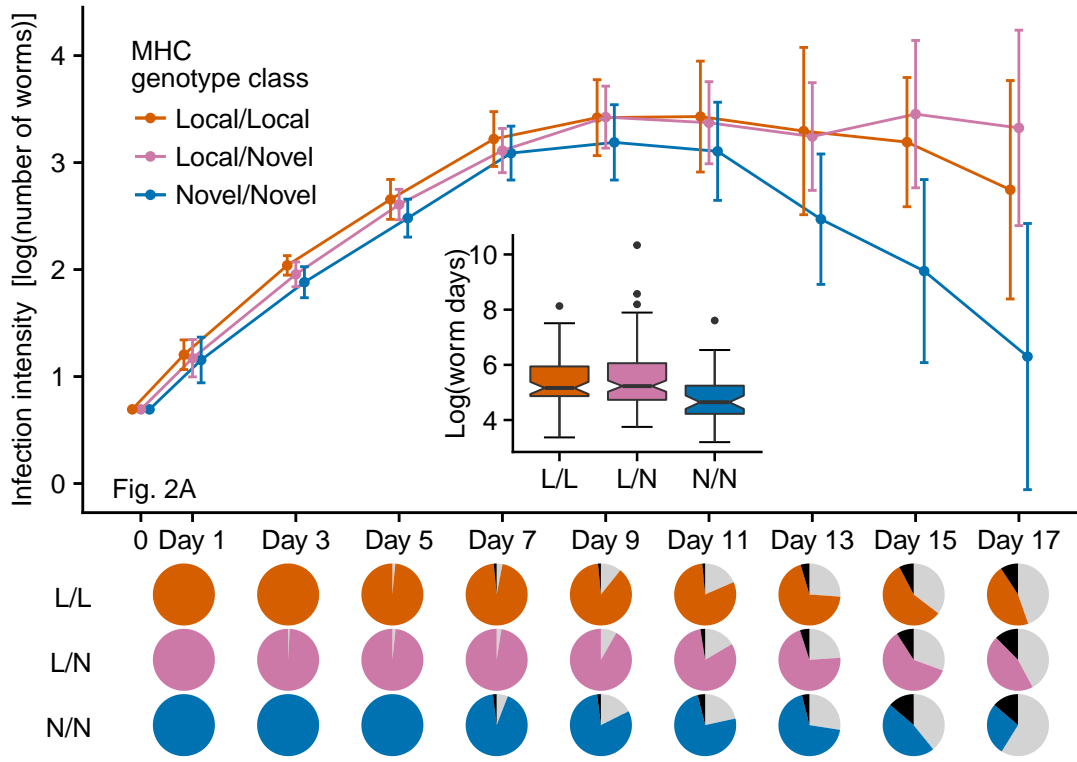 Infection intensity [log(number of worms)]
4
3
2
1
0
MHC
genotype class
Local/Local
Local/Novel
Novel/Novel
Log(worm days)
10
8
6
4
L/L L/N N/N
Fig. 2A
0 Day 1 Day 3 Day 5 Day 7 Day 9 Day 11 Day 13 Day 15 Day 17
L/L
L/N
N/N